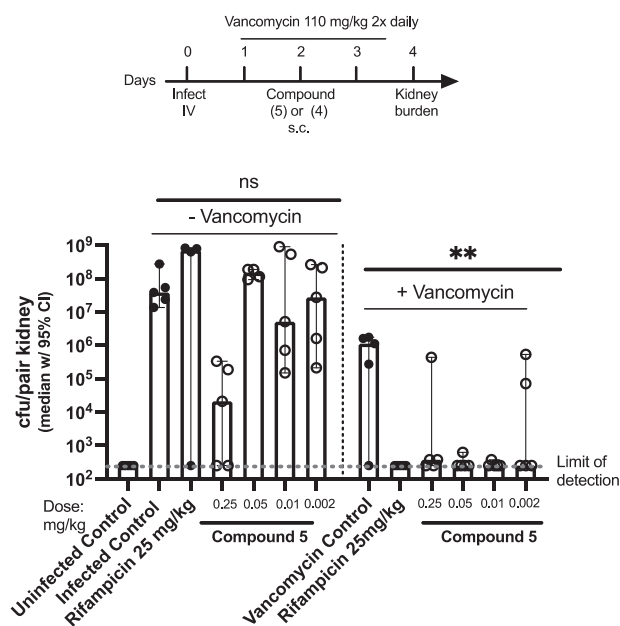 Vancomycin 110 mg/kg 2x daily
0 1 2 3 4
Days
Infect Compound Kidney
IV (5) or (4) burden
s.c.
ns
- Vancomycin
**
+ Vancomycin
cfu/pair kidney
(median w/ 95% CI)
10⁹
10⁸
10⁷
10⁶
10⁵
10⁴
10³
10²
Limit of
detection
Dose:
mg/kg
0.25 0.05 0.01 0.002
0.25 0.05 0.01 0.002
Compound 5
Compound 5
Uninfected Control
Infected Control
Rifampicin 25 mg/kg
Vancomycin Control
Rifampicin 25mg/kg